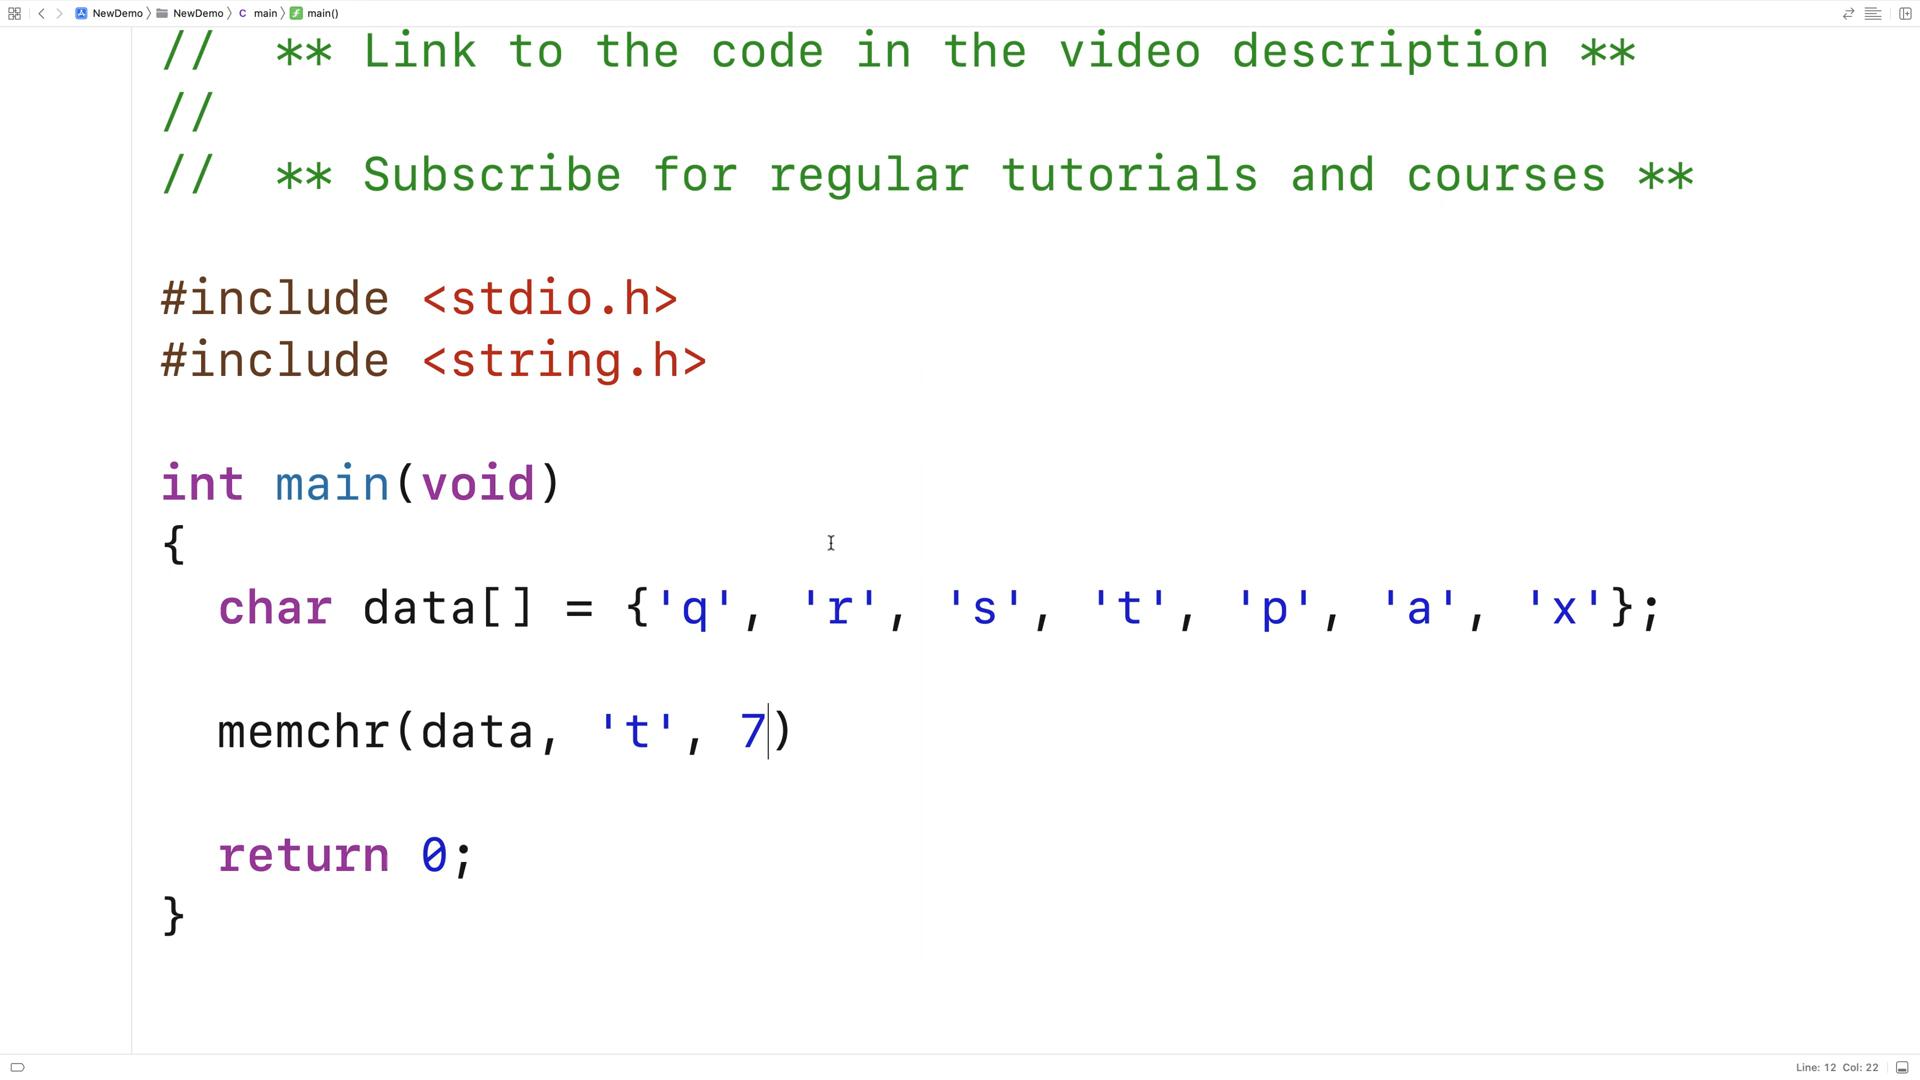 NewDemo NewDemo C main f main()
// ** Link to the code in the video description **
//
// ** Subscribe for regular tutorials and courses **
#include <stdio.h>
#include <string.h>
int main(void)
{
char data[] = {'q', 'r', 's', 't', 'p', 'a', 'x'};
memchr(data, 't', 7)
return 0;
}
Line: 12 Col: 22